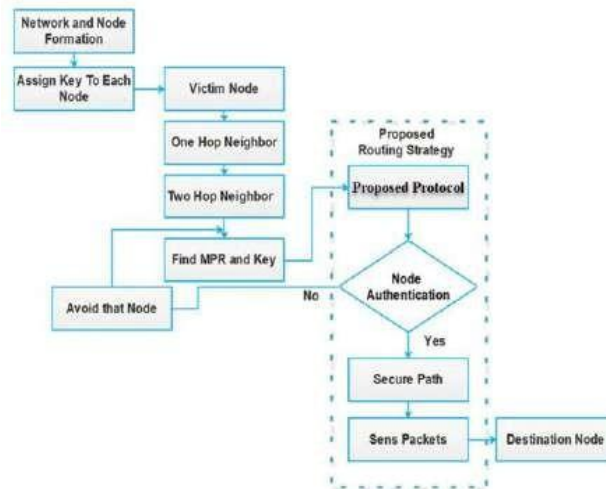 Network and Node
Formation
Assign Key To Each
Node
Victim Node
One Hop Neighbor
Two Hop Neighbor
Find MPR and Key
Avoid that Node
No
Proposed
Routing Strategy
Proposed Protocol
Node
Authentication
Yes
Secure Path
Sens Packets
Destination Node